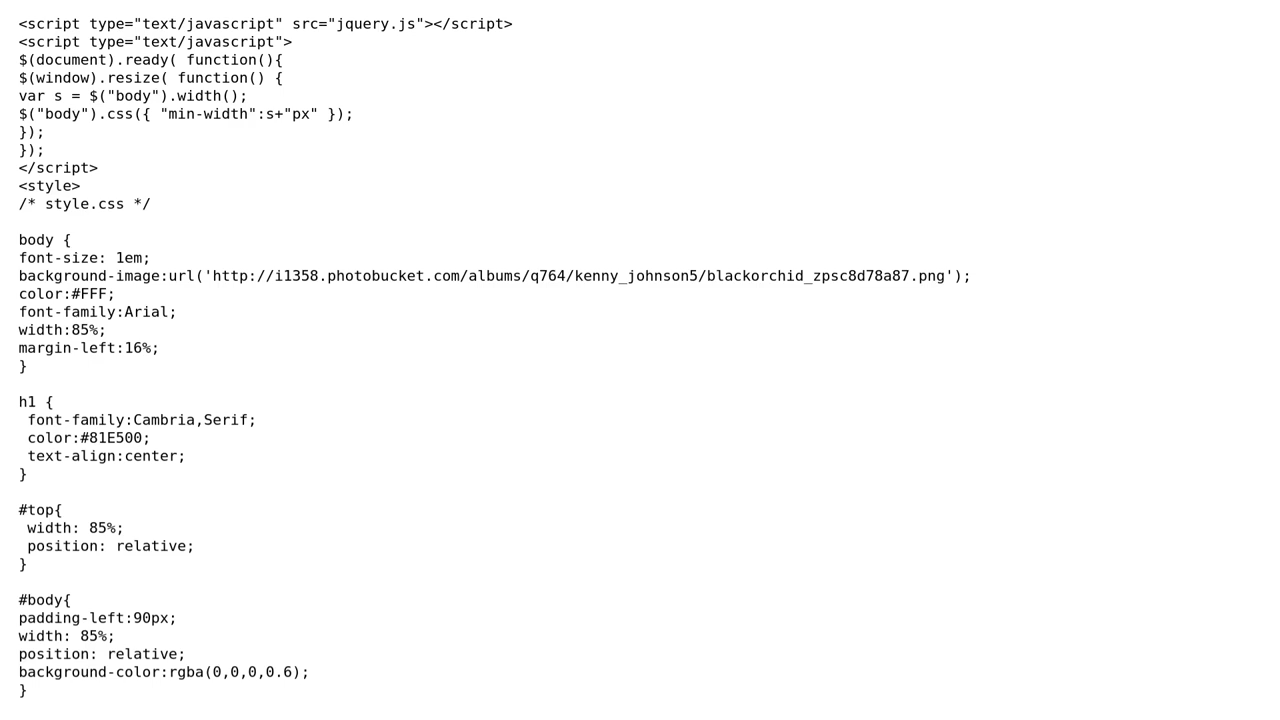 <script type="text/javascript" src="jquery.js"></script>
<script type="text/javascript">
$(document).ready( function(){
$(window).resize( function() {
var s = $("body").width();
$("body").css({ "min-width":s+"px" });
});
});
</script>
<style>
/* style.css */

body {
font-size: 1em;
background-image:url('http://i1358.photobucket.com/albums/q764/kenny_johnson5/blackorchid_zpsc8d78a87.png');
color:#FFF;
font-family:Arial;
width:85%;
margin-left:16%;
}

h1 {
 font-family:Cambria,Serif;
 color:#81E500;
 text-align:center;
}

#top{
 width: 85%;
 position: relative;
}

#body{
padding-left:90px;
width: 85%;
position: relative;
background-color:rgba(0,0,0,0.6);
}